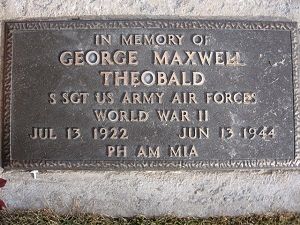 IN MEMORY OF
GEORGE MAXWELL
THEOBALD
S SGT US ARMY AIR FORCES
WORLD WAR II
JUL 13 1922 JUN 13 1944
PH AM MIA